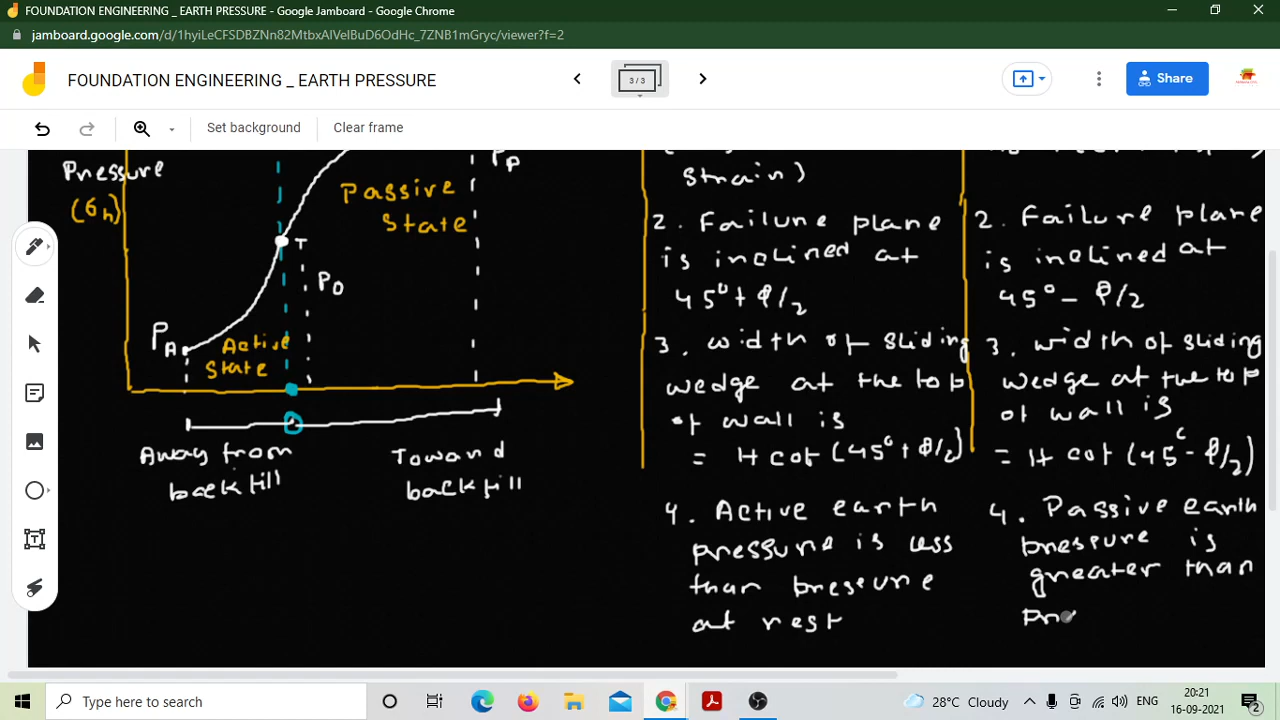 FOUNDATION ENGINEERING _ EARTH PRESSURE - Google Jamboard - Google Chrome
jamboard.google.com/d/1hyiLeCFSDBZNn82MtbxAlVelBuD6OdHc_7ZNB1mGryc/viewer?f=2
FOUNDATION ENGINEERING _ EARTH PRESSURE
3 / 3
Share
Set background
Clear frame
Pressure
(σh)
Passive
State
PP
T
P0
PA
Active
State
Away from
backfill
Toward
backfill
strain)
2. Failure plane
is inclined at
45° + φ/2
3. width of sliding
wedge at the top
of wall is
= H cot (45° + φ/2)
4. Active earth
pressure is less
than pressure
at rest
2. Failure plane
is inclined at
45° - φ/2
3. width of sliding
wedge at the top
of wall is
= H cot (45° - φ/2)
4. Passive earth
pressure is
greater than
pre
Type here to search
28°C Cloudy
ENG
20:21
16-09-2021
2